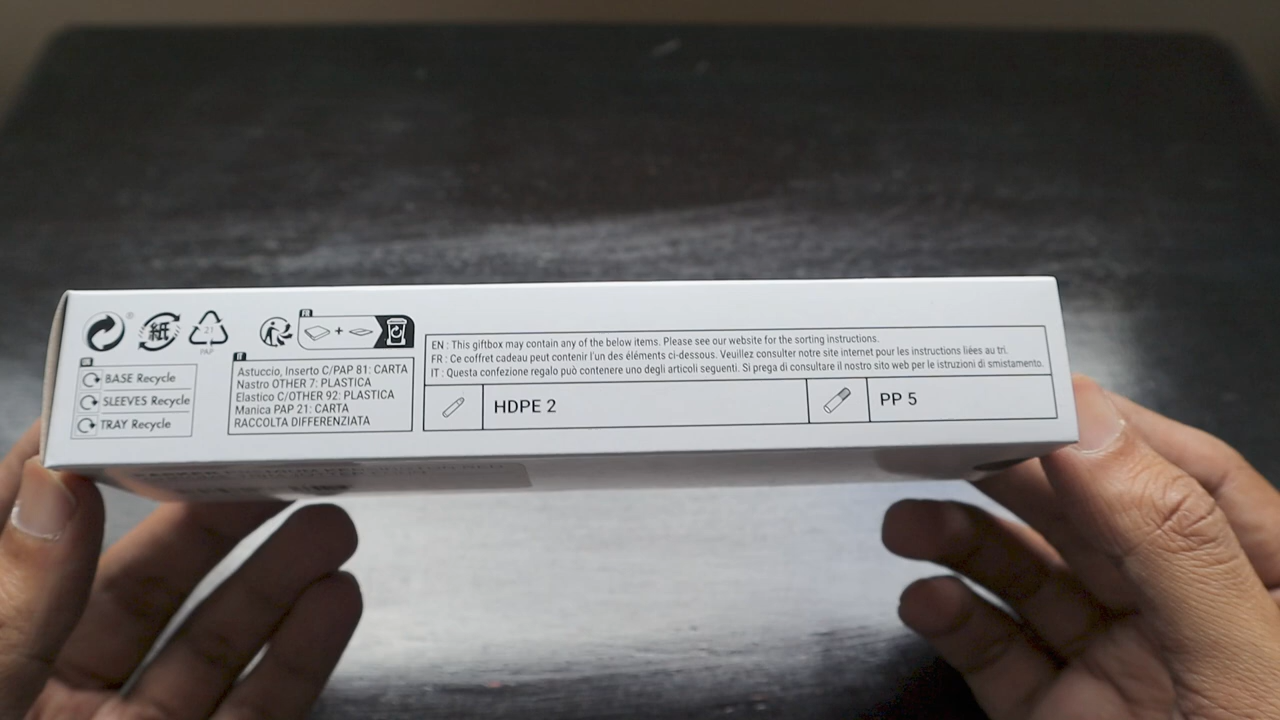 ®
紙
21
PAP
FR
+
UK
BASE Recycle
SLEEVES Recycle
TRAY Recycle
IT
Astuccio, Inserto C/PAP 81: CARTA
Nastro OTHER 7: PLASTICA
Elastico C/OTHER 92: PLASTICA
Manica PAP 21: CARTA
RACCOLTA DIFFERENZIATA
EN : This giftbox may contain any of the below items. Please see our website for the sorting instructions.
FR : Ce coffret cadeau peut contenir l'un des éléments ci-dessous. Veuillez consulter notre site internet pour les instructions liées au tri.
IT : Questa confezione regalo può contenere uno degli articoli seguenti. Si prega di consultare il nostro sito web per le istruzioni di smistamento.
HDPE 2
PP 5